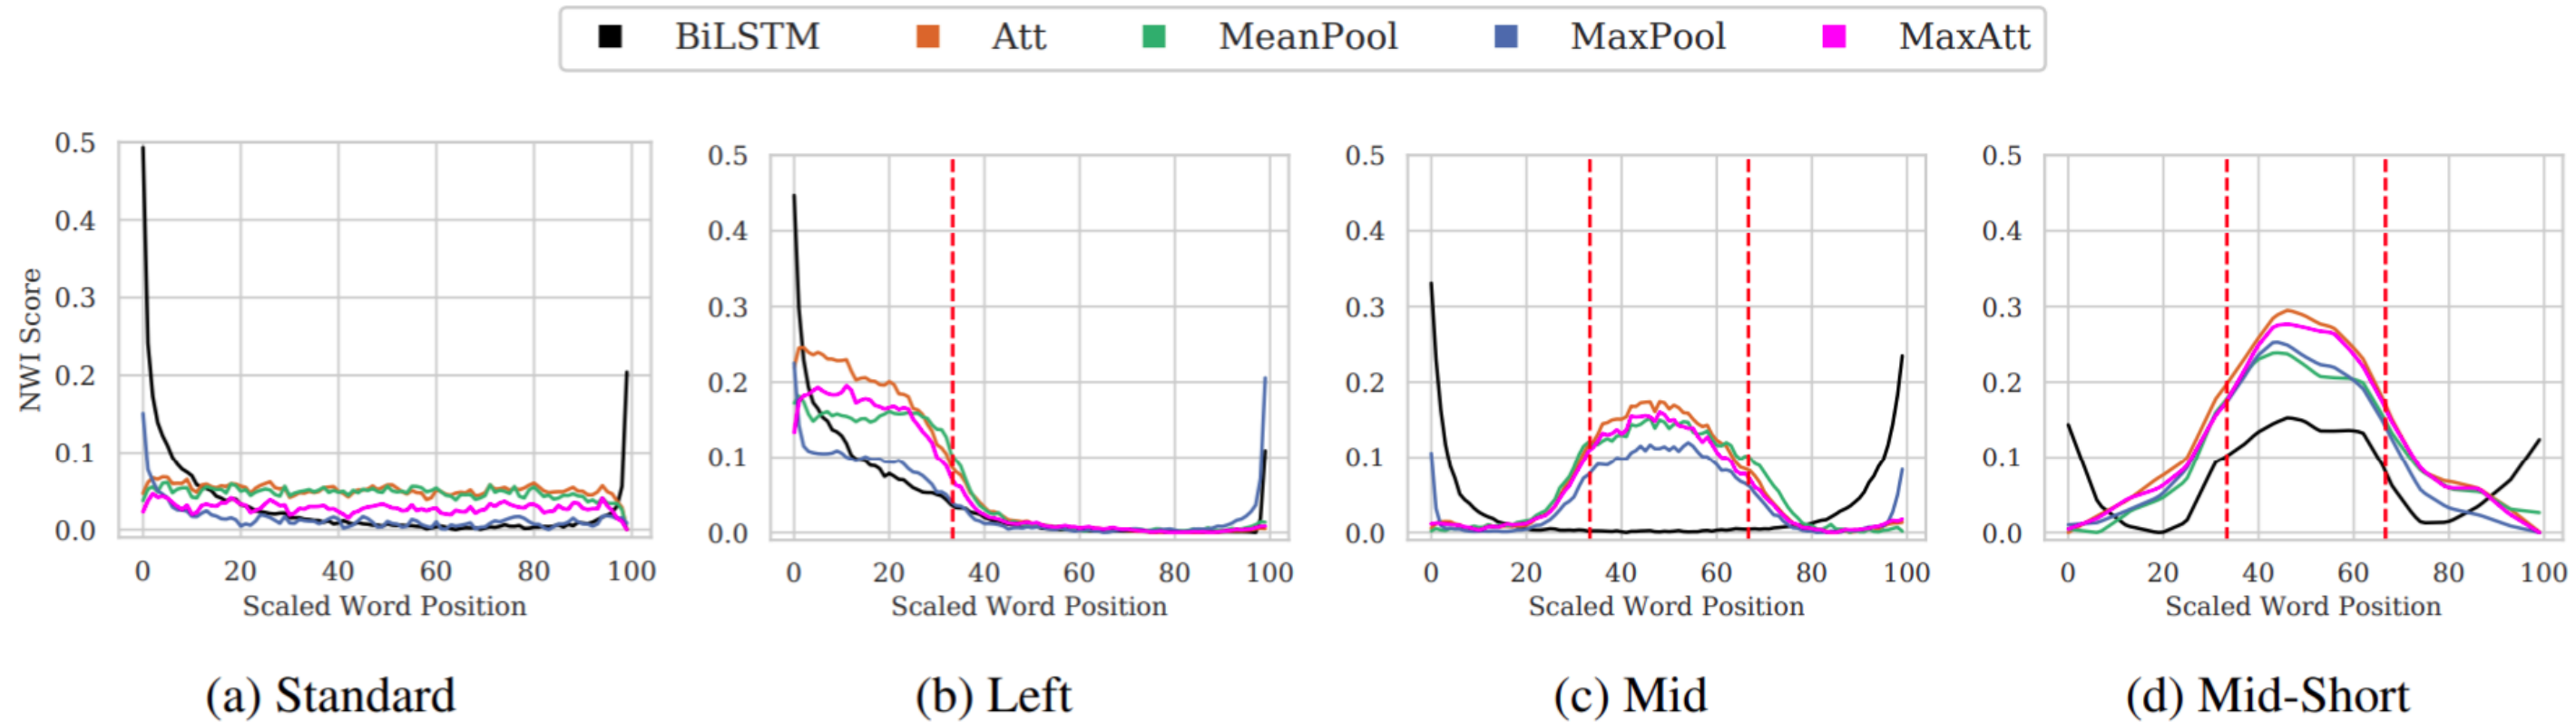 BiLSTM Att MeanPool MaxPool MaxAtt
NWI Score
0.5
0.4
0.3
0.2
0.1
0.0
0 20 40 60 80 100
Scaled Word Position
(a) Standard
0.5
0.4
0.3
0.2
0.1
0.0
0 20 40 60 80 100
Scaled Word Position
(b) Left
0.5
0.4
0.3
0.2
0.1
0.0
0 20 40 60 80 100
Scaled Word Position
(c) Mid
0.5
0.4
0.3
0.2
0.1
0.0
0 20 40 60 80 100
Scaled Word Position
(d) Mid-Short